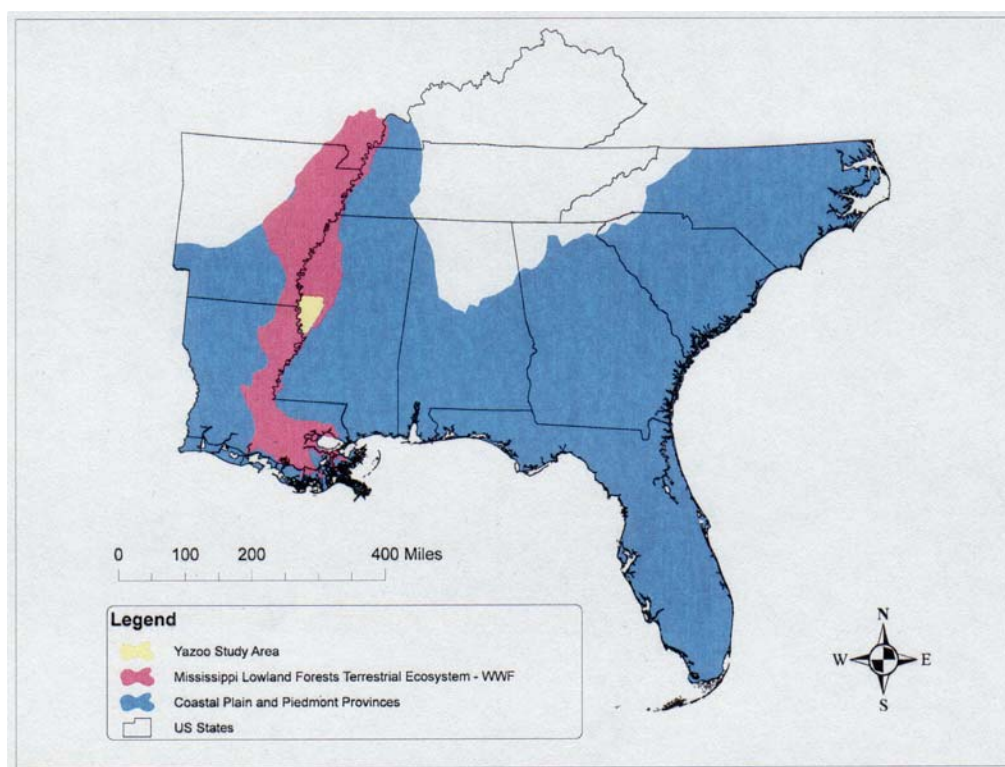 0 100 200 400 Miles
Legend
Yazoo Study Area
Mississippi Lowland Forests Terrestrial Ecosystem - WWF
Coastal Plain and Piedmont Provinces
US States
N
W E
S